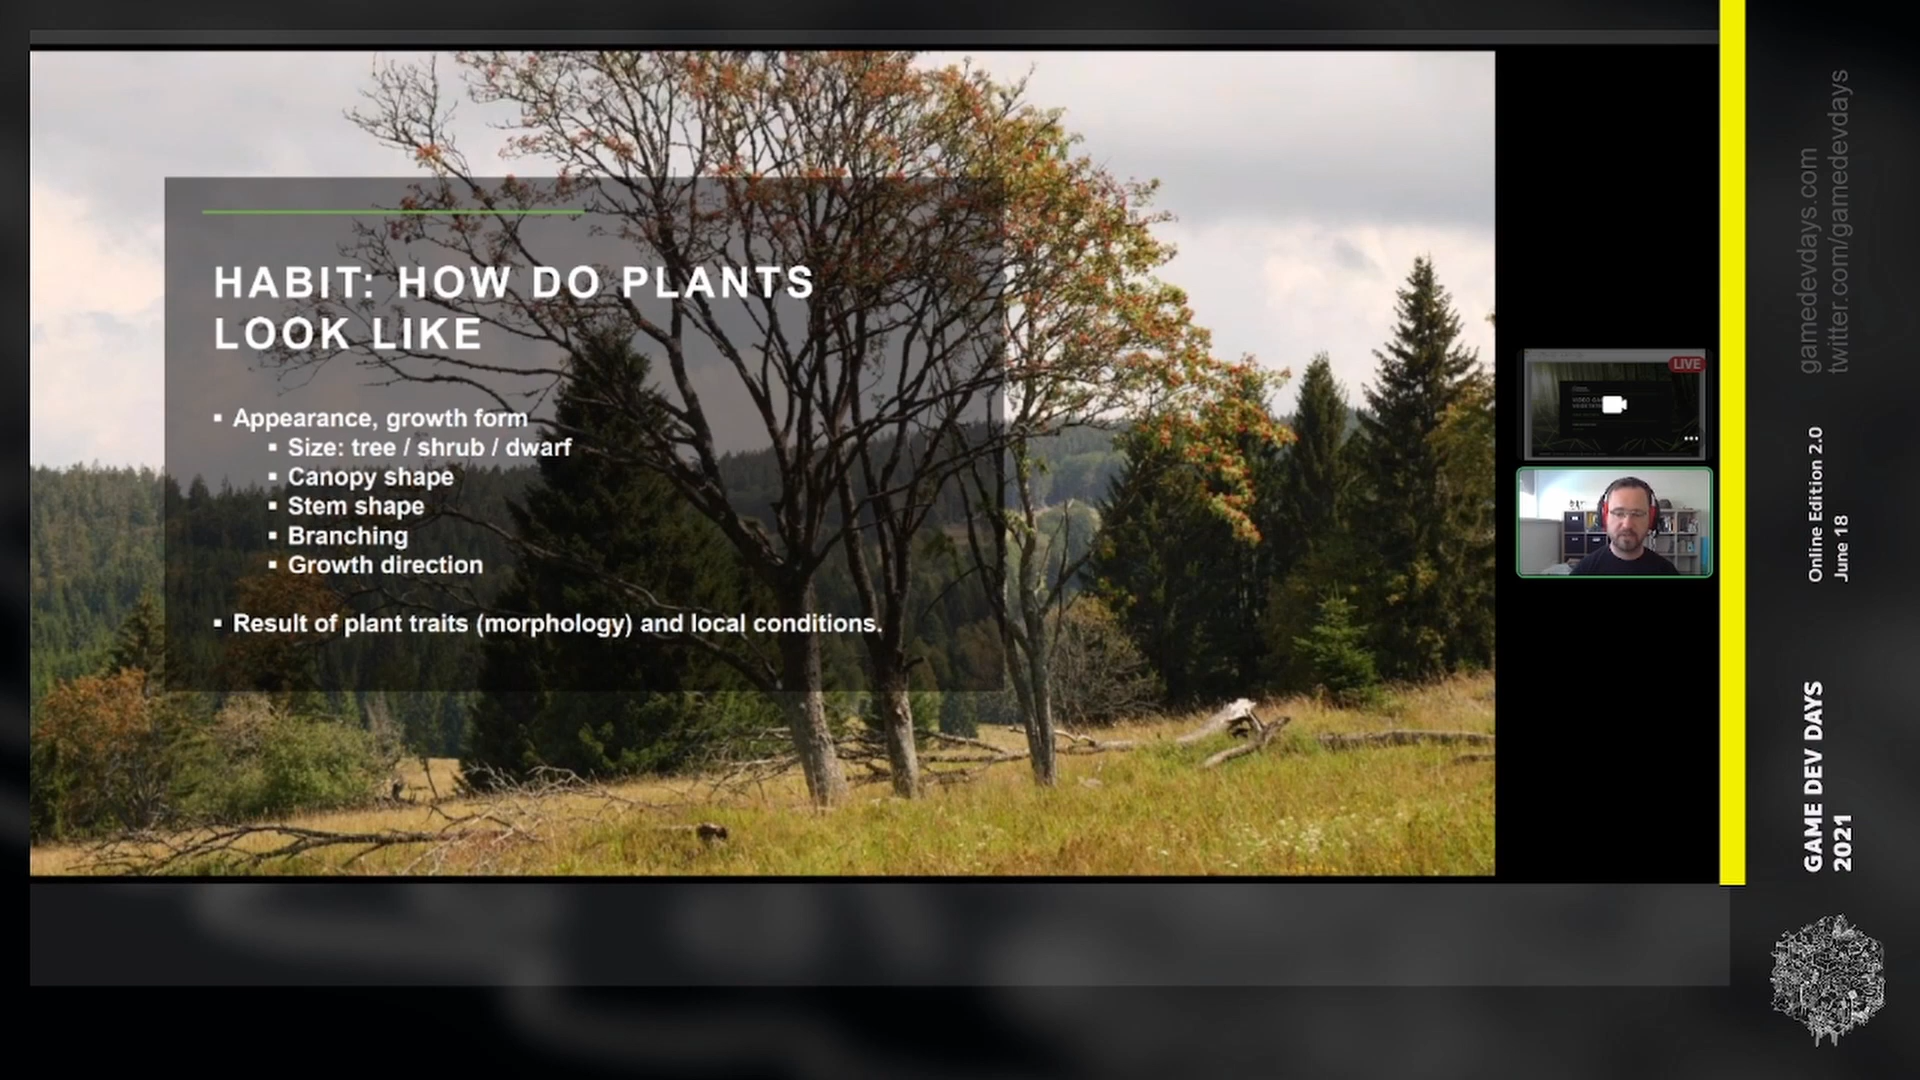 HABIT: HOW DO PLANTS
LOOK LIKE
▪ Appearance, growth form
▪ Size: tree / shrub / dwarf
▪ Canopy shape
▪ Stem shape
▪ Branching
▪ Growth direction
▪ Result of plant traits (morphology) and local conditions.
LIVE
gamedevdays.com
twitter.com/gamedevdays
Online Edition 2.0
June 18
GAME DEV DAYS
2021